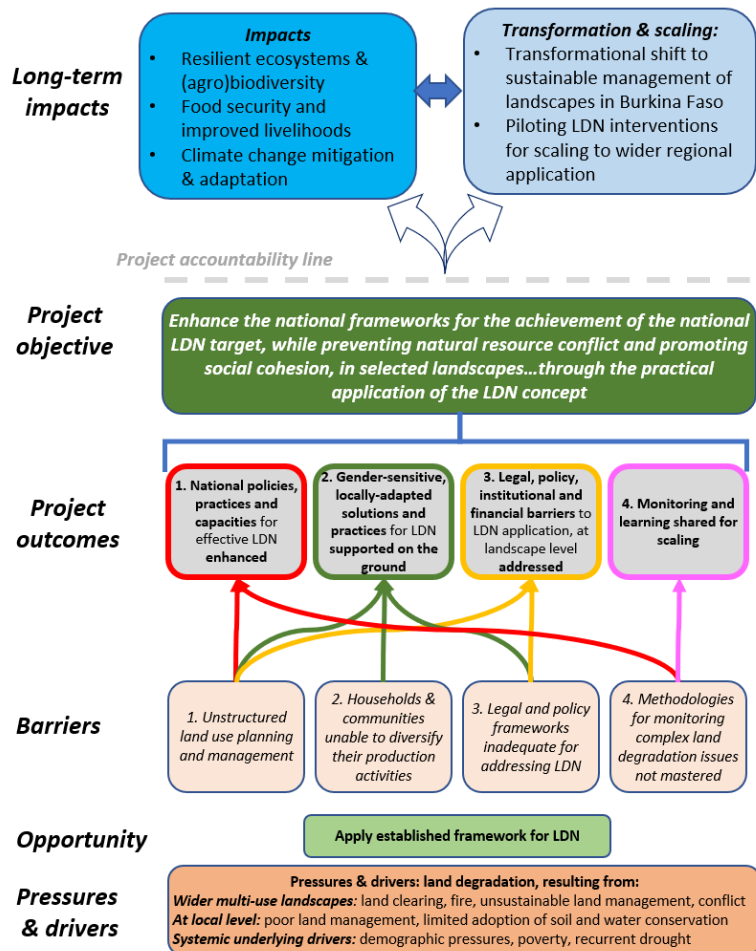 Long-term
impacts
Impacts
• Resilient ecosystems &
(agro)biodiversity
• Food security and
improved livelihoods
• Climate change mitigation
& adaptation
Transformation & scaling:
• Transformational shift to
sustainable management of
landscapes in Burkina Faso
• Piloting LDN interventions
for scaling to wider regional
application
Project accountability line
Project
objective
Enhance the national frameworks for the achievement of the national
LDN target, while preventing natural resource conflict and promoting
social cohesion, in selected landscapes...through the practical
application of the LDN concept
Project
outcomes
1. National policies,
practices and
capacities for
effective LDN
enhanced
2. Gender-sensitive,
locally-adapted
solutions and
practices for LDN
supported on the
ground
3. Legal, policy,
institutional and
financial barriers to
LDN application, at
landscape level
addressed
4. Monitoring and
learning shared for
scaling
Barriers
1. Unstructured
land use planning
and management
2. Households &
communities
unable to diversify
their production
activities
3. Legal and policy
frameworks
inadequate for
addressing LDN
4. Methodologies
for monitoring
complex land
degradation issues
not mastered
Opportunity
Apply established framework for LDN
Pressures
& drivers
Pressures & drivers: land degradation, resulting from:
Wider multi-use landscapes: land clearing, fire, unsustainable land management, conflict
At local level: poor land management, limited adoption of soil and water conservation
Systemic underlying drivers: demographic pressures, poverty, recurrent drought